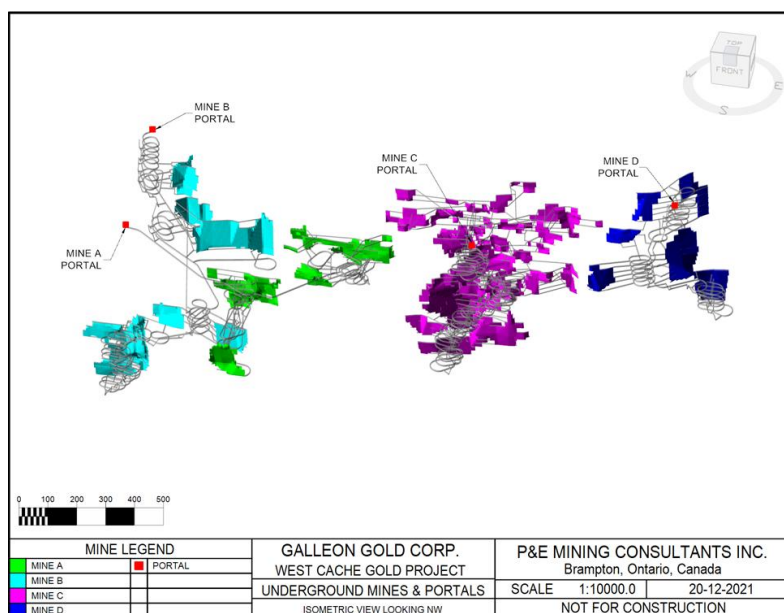 TOP
FRONT
W
E
S
MINE B
PORTAL
MINE C
PORTAL
MINE D
PORTAL
MINE A
PORTAL
0 100 200 300 400 500
MINE LEGEND
MINE A
PORTAL
MINE B
MINE C
MINE D
GALLEON GOLD CORP.
WEST CACHE GOLD PROJECT
UNDERGROUND MINES & PORTALS
ISOMETRIC VIEW LOOKING NW
P&E MINING CONSULTANTS INC.
Brampton, Ontario, Canada
SCALE 1:10000.0 20-12-2021
NOT FOR CONSTRUCTION